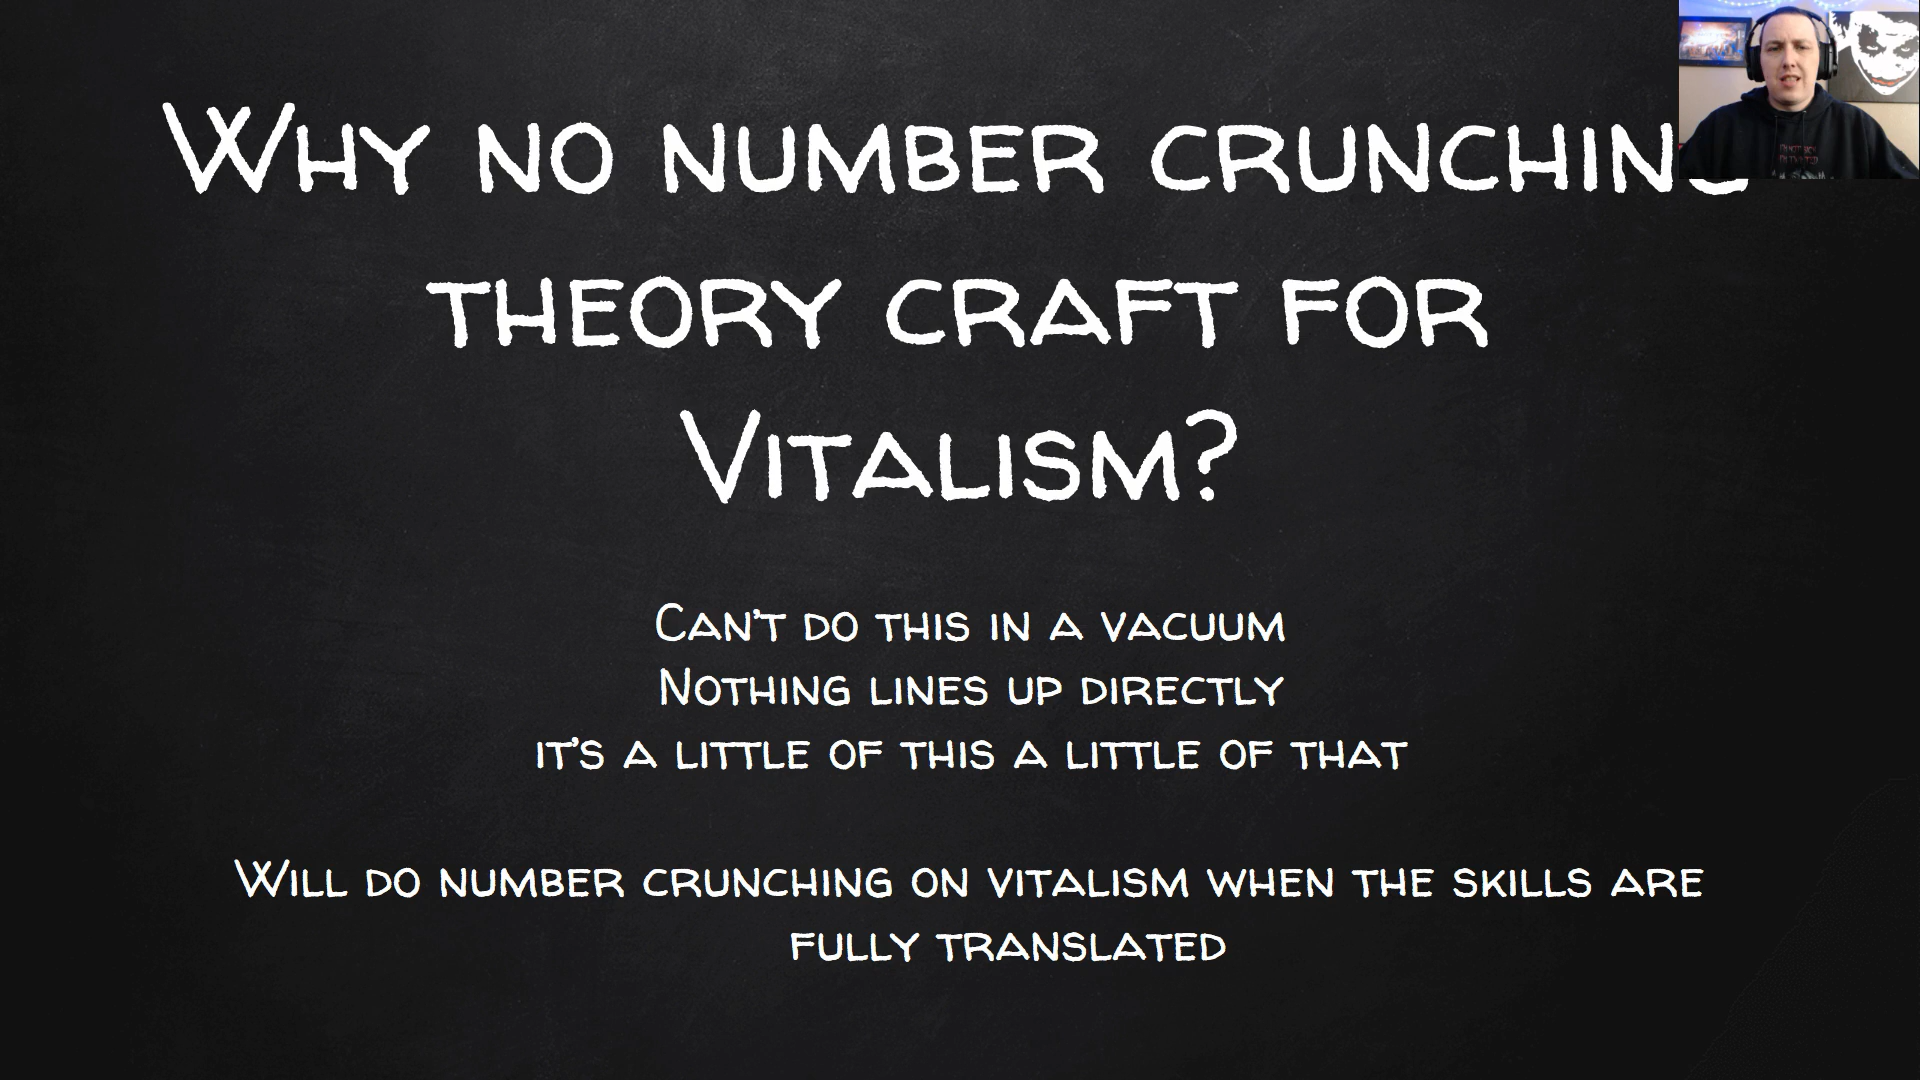 Why no number crunching
theory craft for
Vitalism?
Can't do this in a vacuum
Nothing lines up directly
it's a little of this a little of that
Will do number crunching on vitalism when the skills are
fully translated